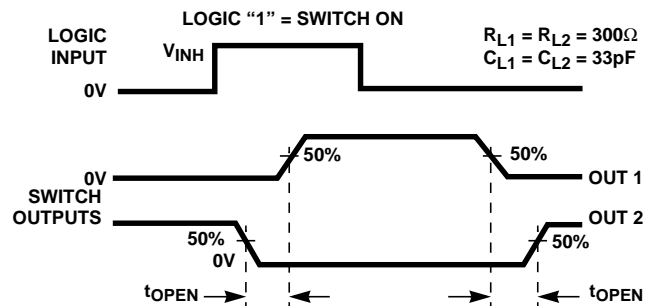 LOGIC “1” = SWITCH ON
LOGIC
INPUT
VINH
0V
RL1 = RL2 = 300Ω
CL1 = CL2 = 33pF
0V
50%
50%
OUT 1
SWITCH
OUTPUTS
OUT 2
50%
0V
50%
tOPEN
tOPEN